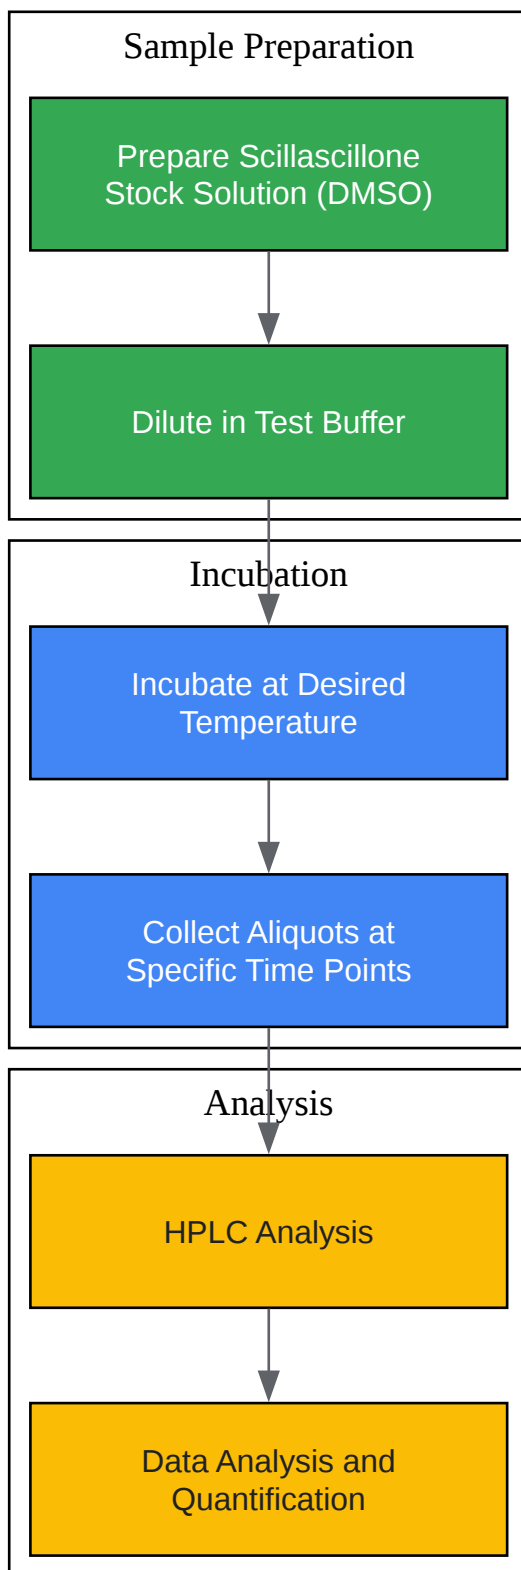 Sample Preparation
Prepare Scillascillone
Stock Solution (DMSO)
Dilute in Test Buffer
Incubation
Incubate at Desired
Temperature
Collect Aliquots at
Specific Time Points
Analysis
HPLC Analysis
Data Analysis and
Quantification